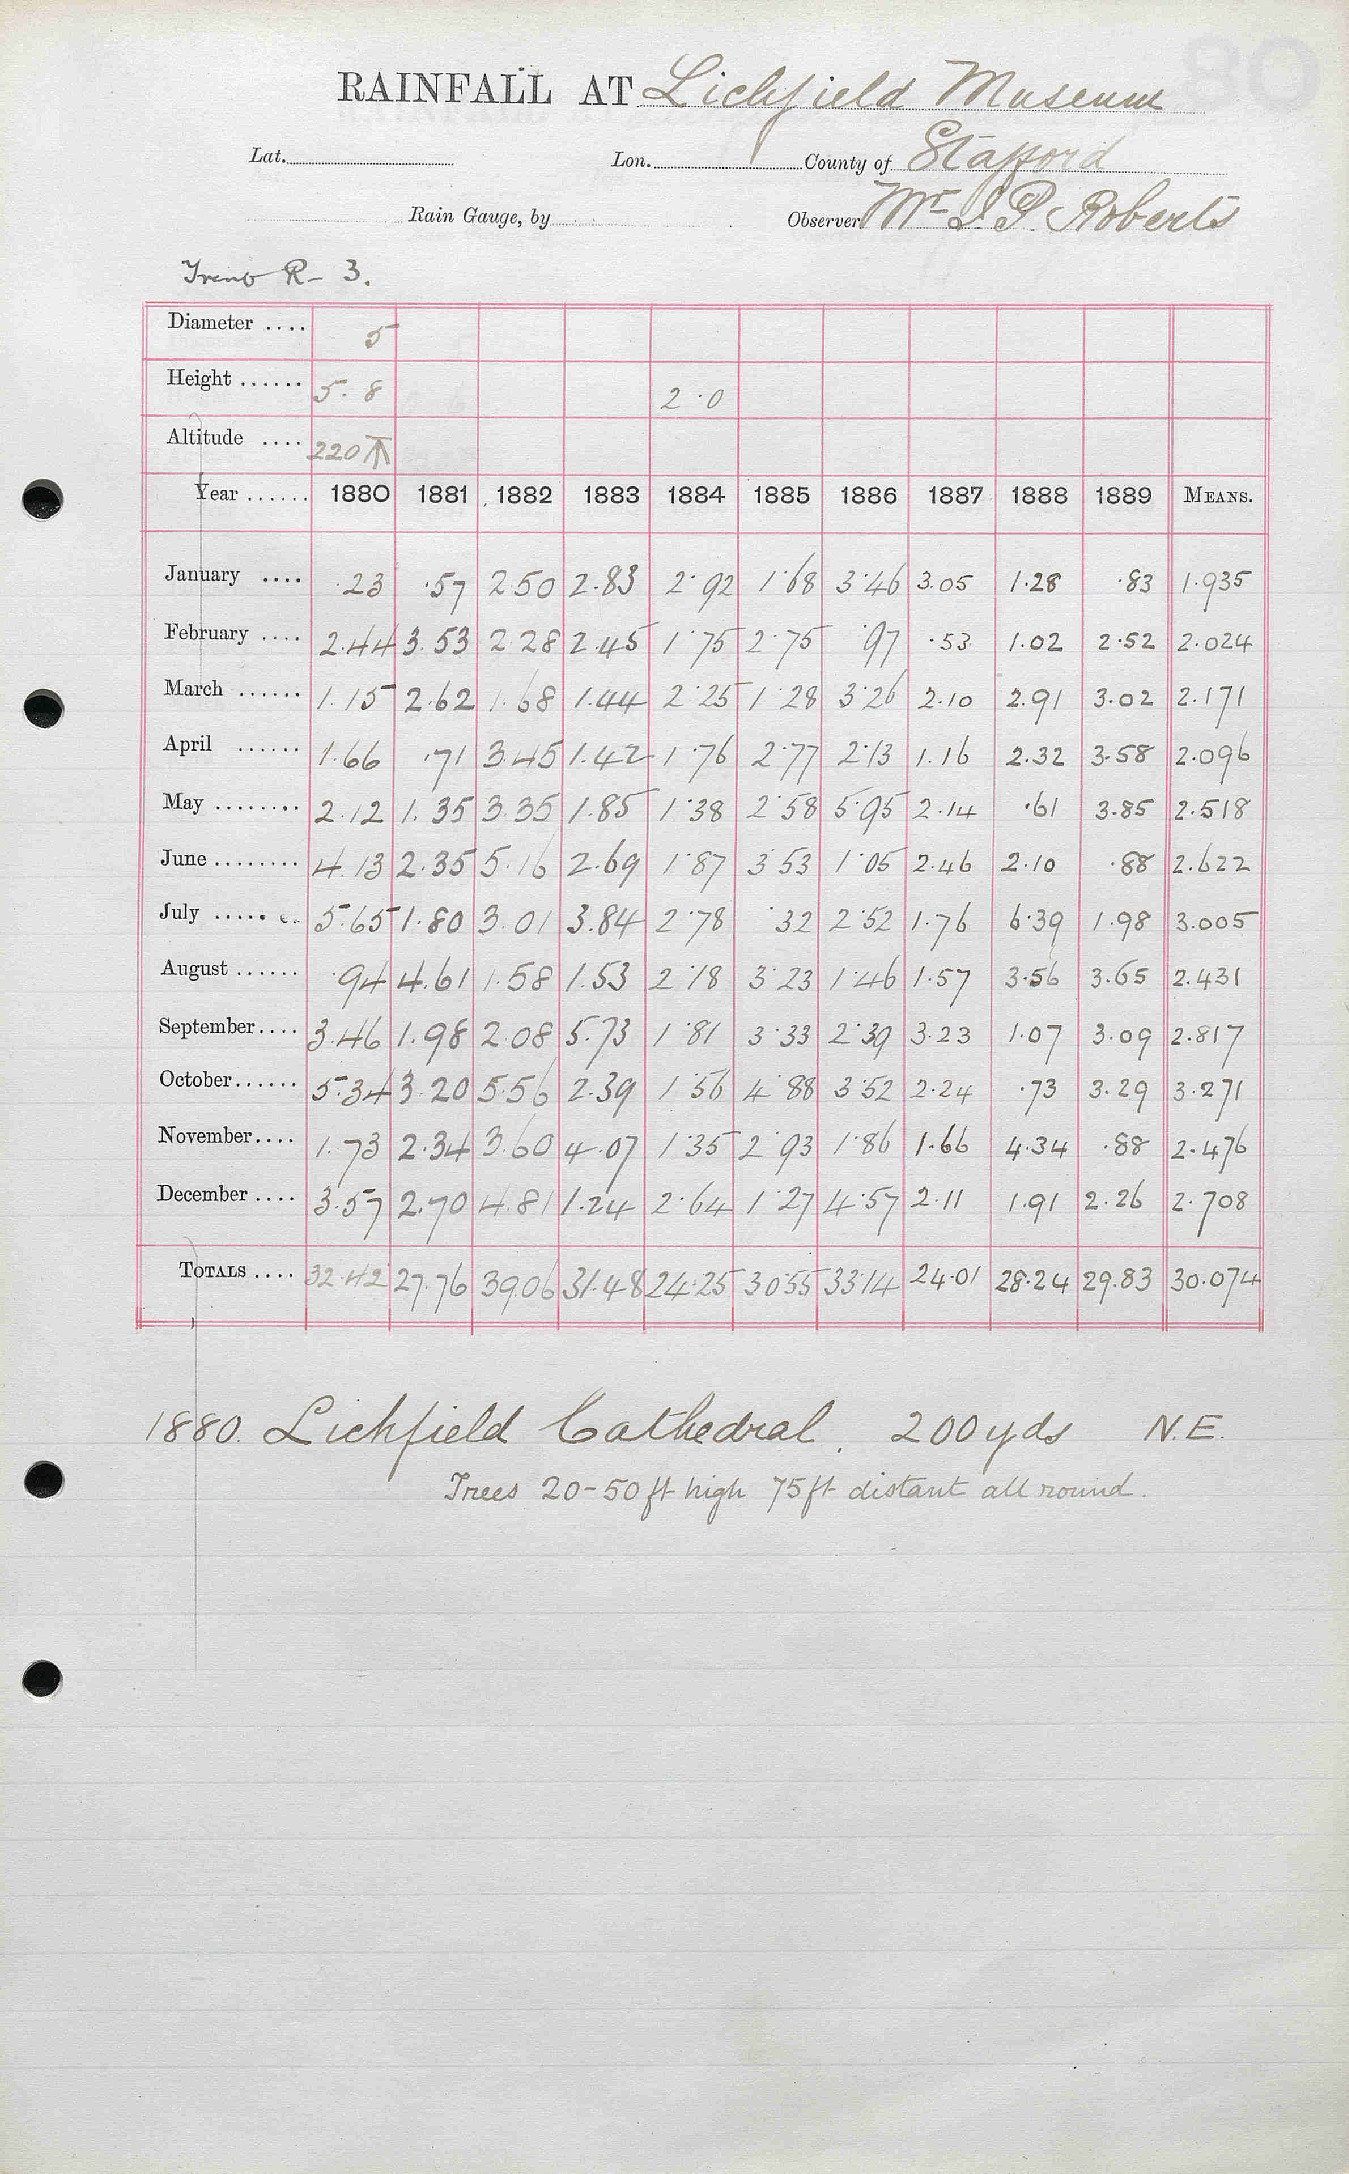 RAINFALL AT Lichfield Museum
Lat. Lon. County of Stafford
Rain Gauge, by Observer Mr P. Roberts
Trent R- 3.
Diameter .... 5
Height ...... 5.8 2.0
Altitude .... 220 T
Year ...... 1880 1881 1882 1883 1884 1885 1886 1887 1888 1889 MEANS.
January .... .23 .57 2.50 2.83 2.92 1.68 3.46 3.05 1.28 .83 1.935
February .... 2.44 3.53 2.28 2.45 1.75 2.75 .97 .53 1.02 2.52 2.024
March ...... 1.15 2.62 1.68 1.44 2.25 1.28 3.26 2.10 2.91 3.02 2.171
April ...... 1.66 .71 3.45 1.42 1.76 2.77 2.13 1.16 2.32 3.58 2.096
May ........ 2.12 1.35 3.35 1.85 1.38 2.58 5.95 2.14 .61 3.85 2.518
June ........ 4.13 2.35 5.16 2.69 1.87 3.53 1.05 2.46 2.10 .88 2.622
July ........ 5.65 1.80 3.01 3.84 2.78 .32 2.52 1.76 6.39 1.98 3.005
August ...... .94 4.61 1.58 1.53 2.18 3.23 1.46 1.57 3.56 3.65 2.431
September.... 3.46 1.98 2.08 5.73 1.81 3.33 2.39 3.23 1.07 3.09 2.817
October...... 5.34 3.20 5.56 2.39 1.56 4.88 3.52 2.24 .73 3.29 3.271
November.... 1.73 2.34 3.60 4.07 1.35 2.93 1.86 1.66 4.34 .88 2.476
December .... 3.57 2.70 4.81 1.24 2.64 1.27 4.57 2.11 1.91 2.26 2.708
TOTALS .... 32.42 27.76 39.06 31.48 24.25 30.55 33.14 24.01 28.24 29.83 30.074
1880. Lichfield Cathedral. 200 yds N.E.
Trees 20-50 ft high 75 ft distant all round.